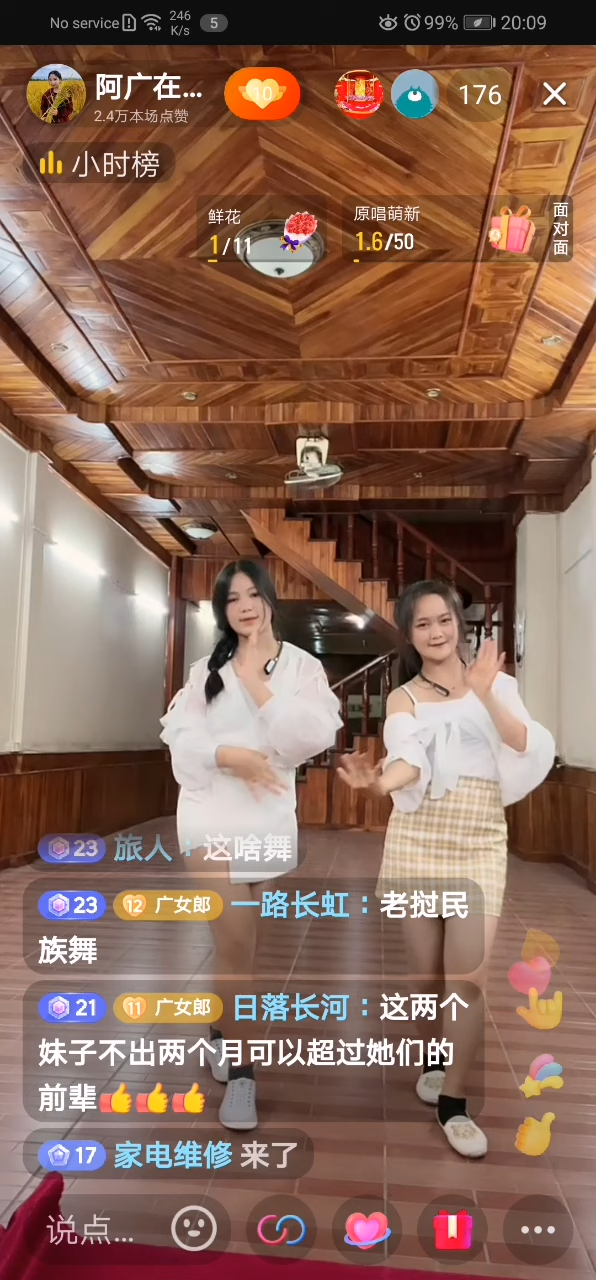 No service
246
K/s
5
99%
20:09
阿广在...
2.4万本场点赞
10
176
小时榜
鲜花
1/11
原唱萌新
1.6/50
面对面
23 旅人：这啥舞
23 12 广女郎 一路长虹：老挝民
族舞
21 11 广女郎 日落长河：这两个
妹子不出两个月可以超过她们的
前辈👍👍👍
17 家电维修 来了
说点...